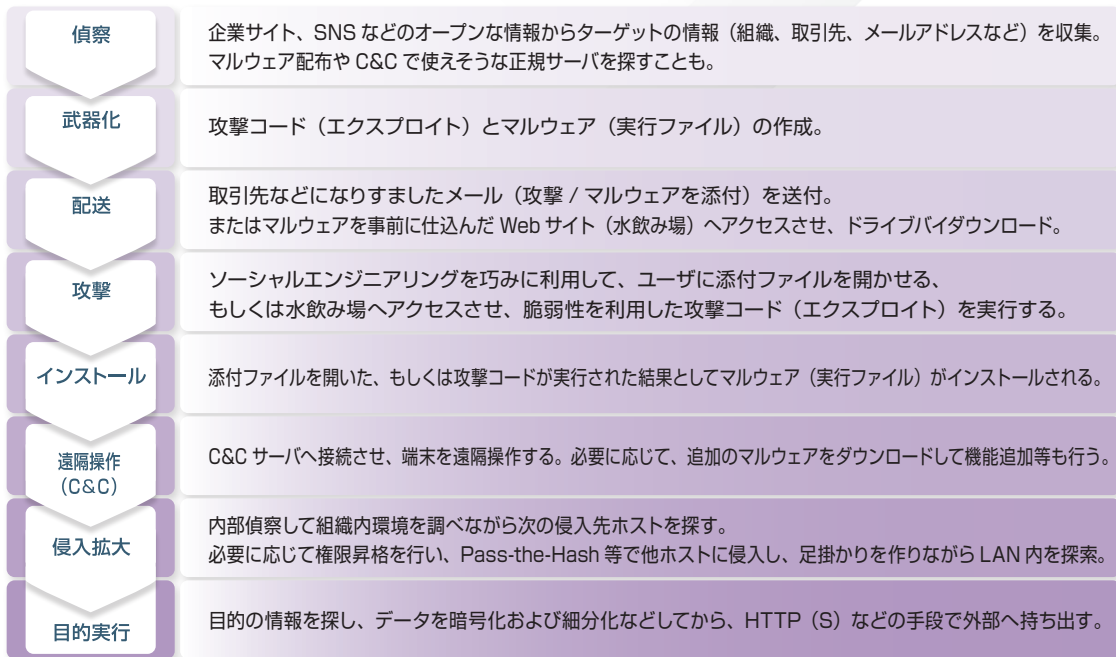 偵察
企業サイト、SNS などのオープンな情報からターゲットの情報（組織、取引先、メールアドレスなど）を収集。
マルウェア配布や C&C で使えそうな正規サーバを探すことも。
武器化
攻撃コード（エクスプロイト）とマルウェア（実行ファイル）の作成。
配送
取引先などになりすましたメール（攻撃 / マルウェアを添付）を送付。
またはマルウェアを事前に仕込んだ Web サイト（水飲み場）へアクセスさせ、ドライブバイダウンロード。
攻撃
ソーシャルエンジニアリングを巧みに利用して、ユーザに添付ファイルを開かせる、
もしくは水飲み場へアクセスさせ、脆弱性を利用した攻撃コード（エクスプロイト）を実行する。
インストール
添付ファイルを開いた、もしくは攻撃コードが実行された結果としてマルウェア（実行ファイル）がインストールされる。
遠隔操作
（C&C）
C&C サーバへ接続させ、端末を遠隔操作する。必要に応じて、追加のマルウェアをダウンロードして機能追加等も行う。
侵入拡大
内部偵察して組織内環境を調べながら次の侵入先ホストを探す。
必要に応じて権限昇格を行い、Pass-the-Hash 等で他ホストに侵入し、足掛かりを作りながら LAN 内を探索。
目的実行
目的の情報を探し、データを暗号化および細分化などしてから、HTTP（S）などの手段で外部へ持ち出す。